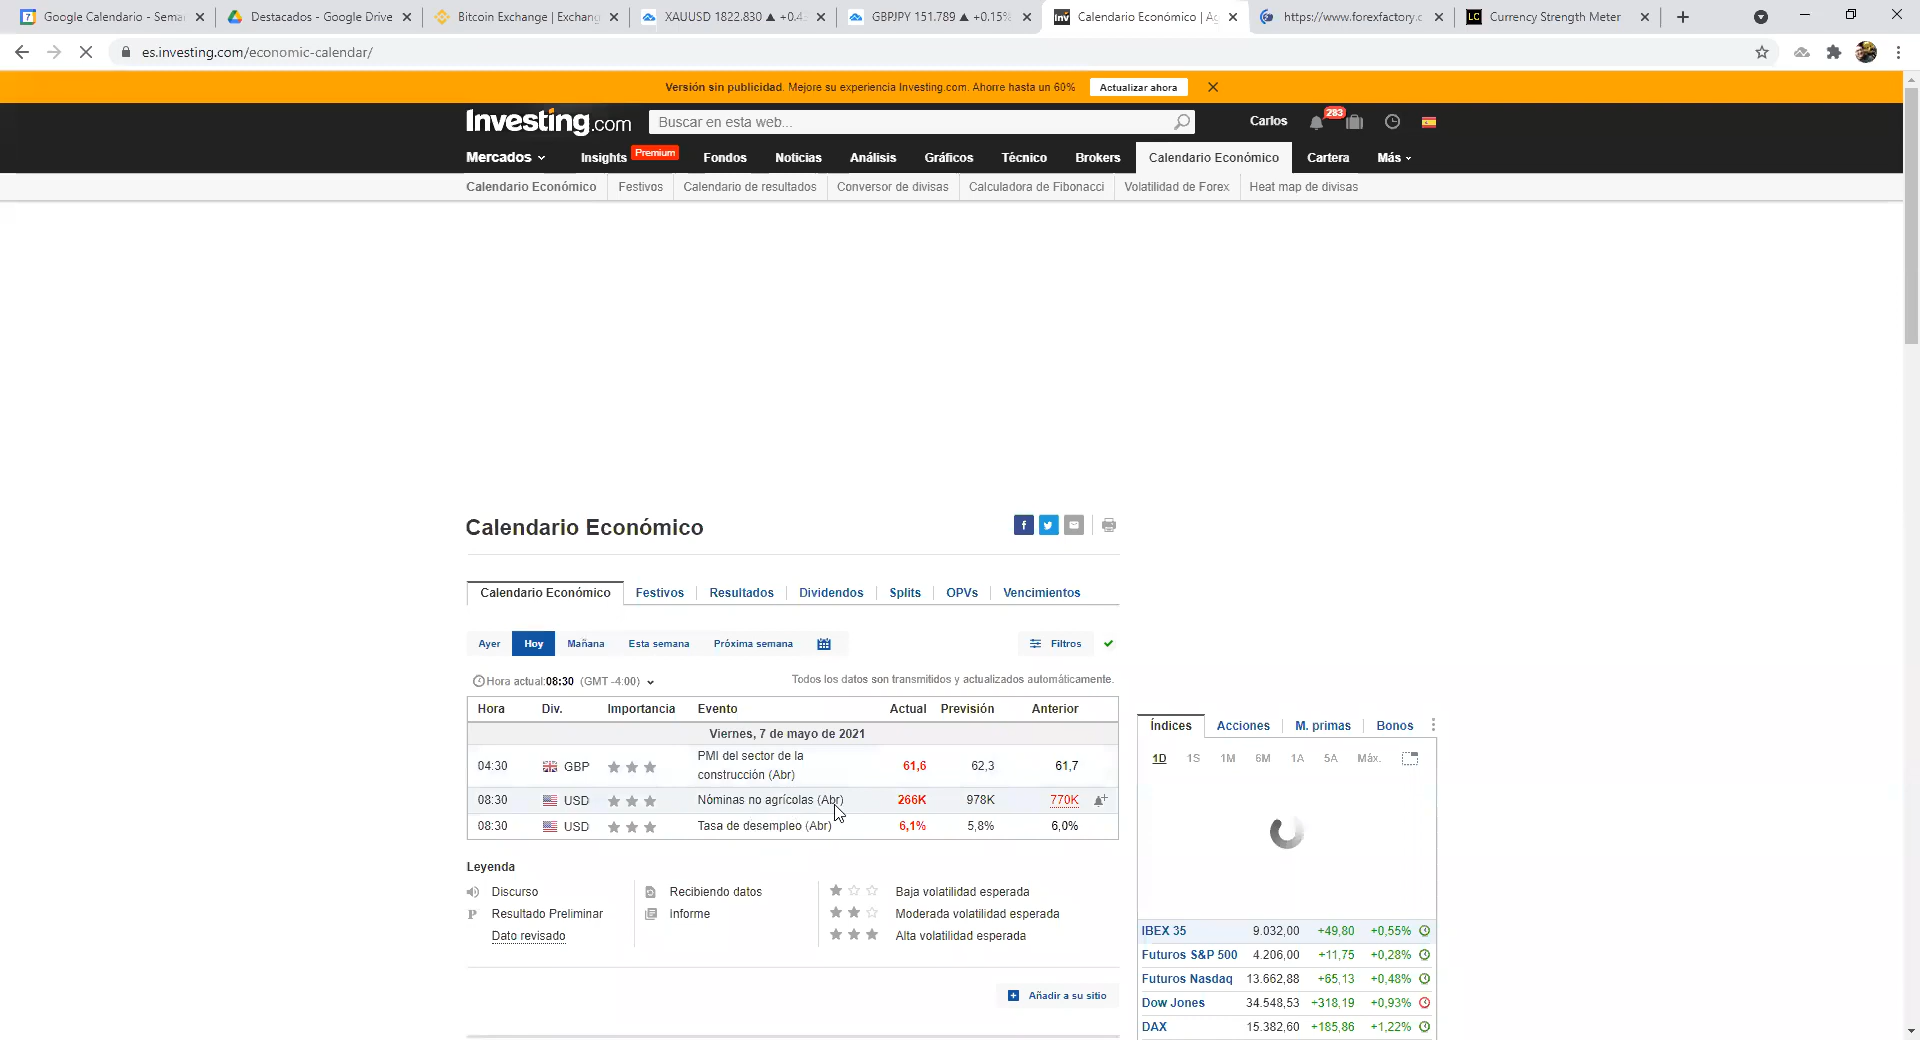 Google Calendario - Sema
Destacados - Google Drive
Bitcoin Exchange | Exchang
XAUUSD 1822.830 ▲ +0.4
GBPJPY 151.789 ▲ +0.15%
Calendario Económico | Ag
https://www.forexfactory.c
Currency Strength Meter
es.investing.com/economic-calendar/
Versión sin publicidad. Mejore su experiencia Investing.com. Ahorre hasta un 60%
Actualizar ahora
Investing.com
Buscar en esta web...
Carlos
283
Mercados
Insights
Premium
Fondos
Noticias
Análisis
Gráficos
Técnico
Brokers
Calendario Económico
Cartera
Más
Calendario Económico
Festivos
Calendario de resultados
Conversor de divisas
Calculadora de Fibonacci
Volatilidad de Forex
Heat map de divisas
Calendario Económico
Calendario Económico
Festivos
Resultados
Dividendos
Splits
OPVs
Vencimientos
Ayer
Hoy
Mañana
Esta semana
Próxima semana
Filtros
Hora actual:08:30 (GMT -4:00)
Todos los datos son transmitidos y actualizados automáticamente.
Hora Div. Importancia Evento Actual Previsión Anterior
Viernes, 7 de mayo de 2021
04:30 GBP PMI del sector de la construcción (Abr) 61,6 62,3 61,7
08:30 USD Nóminas no agrícolas (Abr) 266K 978K 770K
08:30 USD Tasa de desempleo (Abr) 6,1% 5,8% 6,0%
Leyenda
Discurso
P Resultado Preliminar
Dato revisado
Recibiendo datos
Informe
Baja volatilidad esperada
Moderada volatilidad esperada
Alta volatilidad esperada
Añadir a su sitio
Índices
Acciones
M. primas
Bonos
1D 1S 1M 6M 1A 5A Máx.
IBEX 35 9.032,00 +49,80 +0,55%
Futuros S&P 500 4.206,00 +11,75 +0,28%
Futuros Nasdaq 13.662,88 +65,13 +0,48%
Dow Jones 34.548,53 +318,19 +0,93%
DAX 15.382,60 +185,86 +1,22%